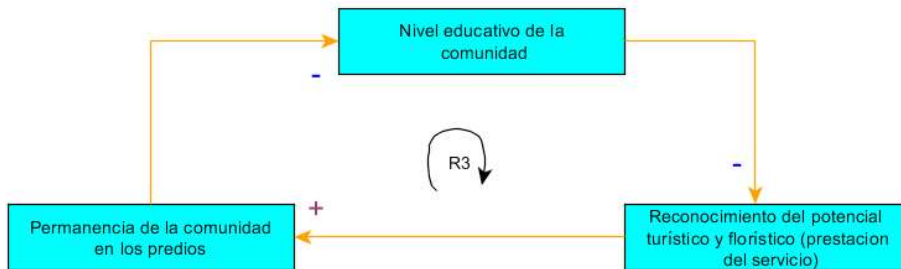 Nivel educativo de la
comunidad
-
-
R3
+
Permanencia de la comunidad
en los predios
Reconocimiento del potencial
turístico y florístico (prestacion
del servicio)